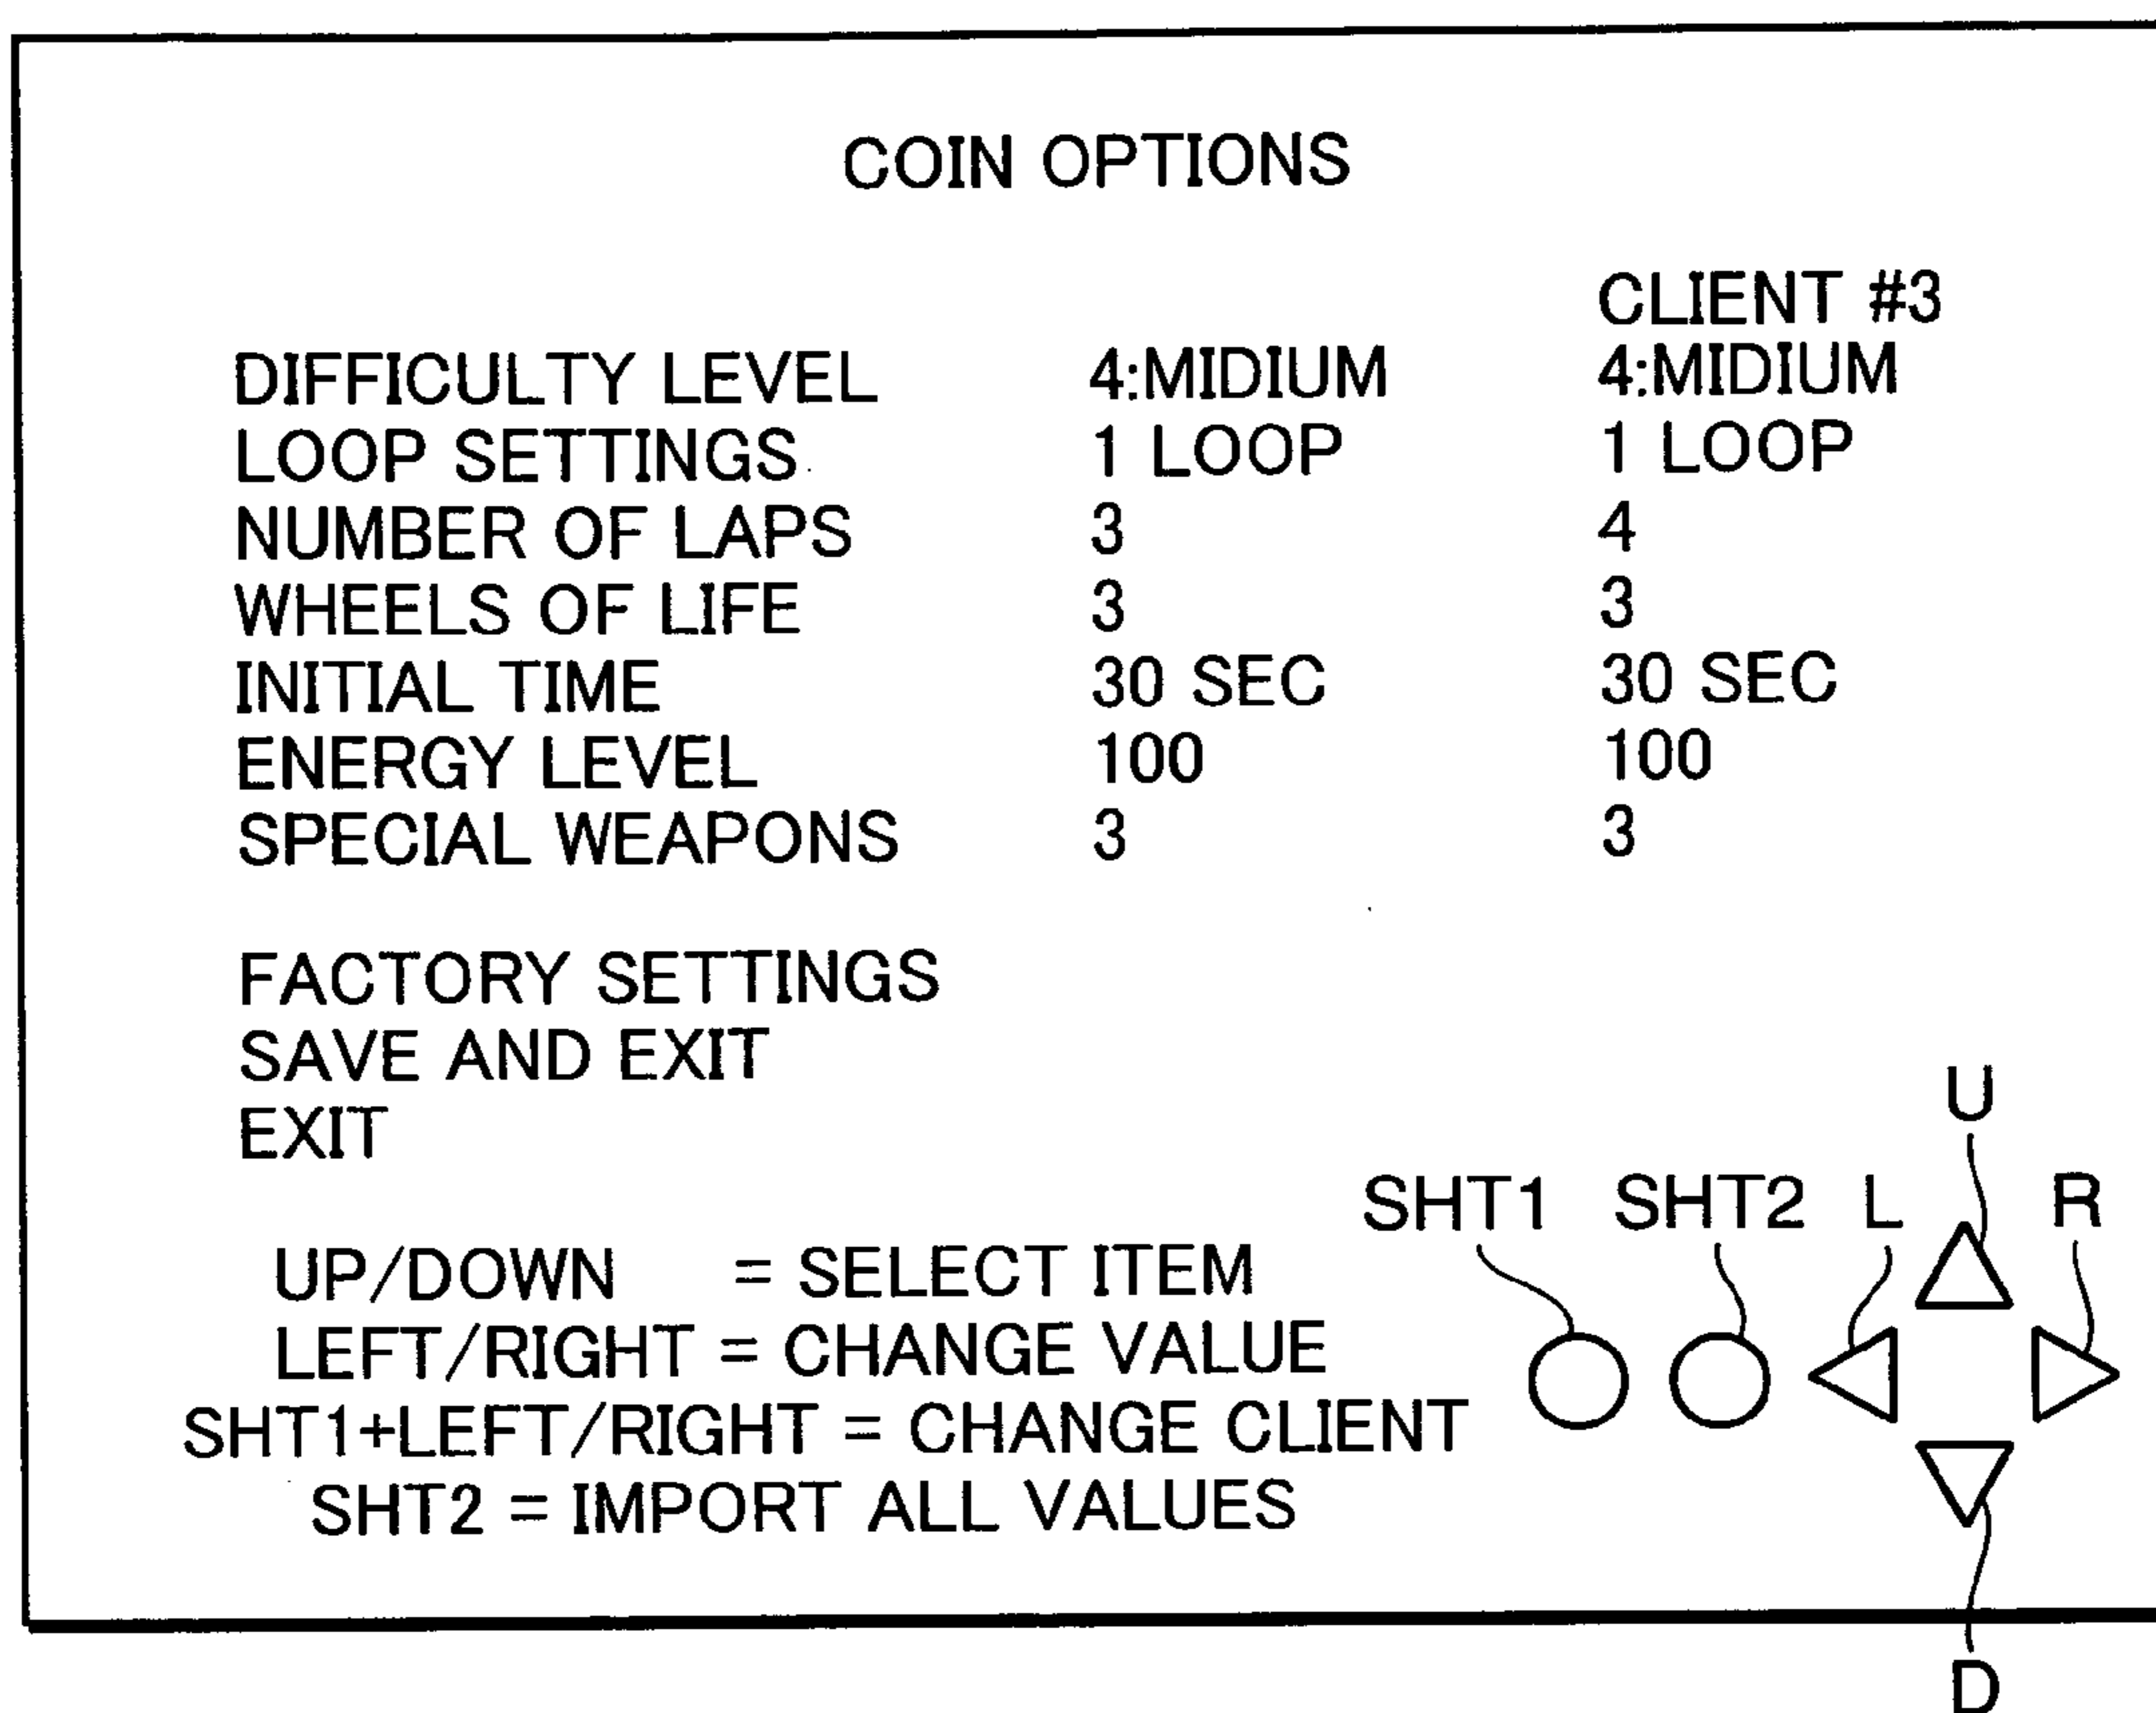 COIN OPTIONS
CLIENT #3
DIFFICULTY LEVEL 4:MIDIUM 4:MIDIUM
LOOP SETTINGS 1 LOOP 1 LOOP
NUMBER OF LAPS 3 4
WHEELS OF LIFE 3 3
INITIAL TIME 30 SEC 30 SEC
ENERGY LEVEL 100 100
SPECIAL WEAPONS 3 3
FACTORY SETTINGS
SAVE AND EXIT
EXIT
U
SHT1 SHT2 L R
UP/DOWN = SELECT ITEM
LEFT/RIGHT = CHANGE VALUE
SHT1+LEFT/RIGHT = CHANGE CLIENT
SHT2 = IMPORT ALL VALUES
D